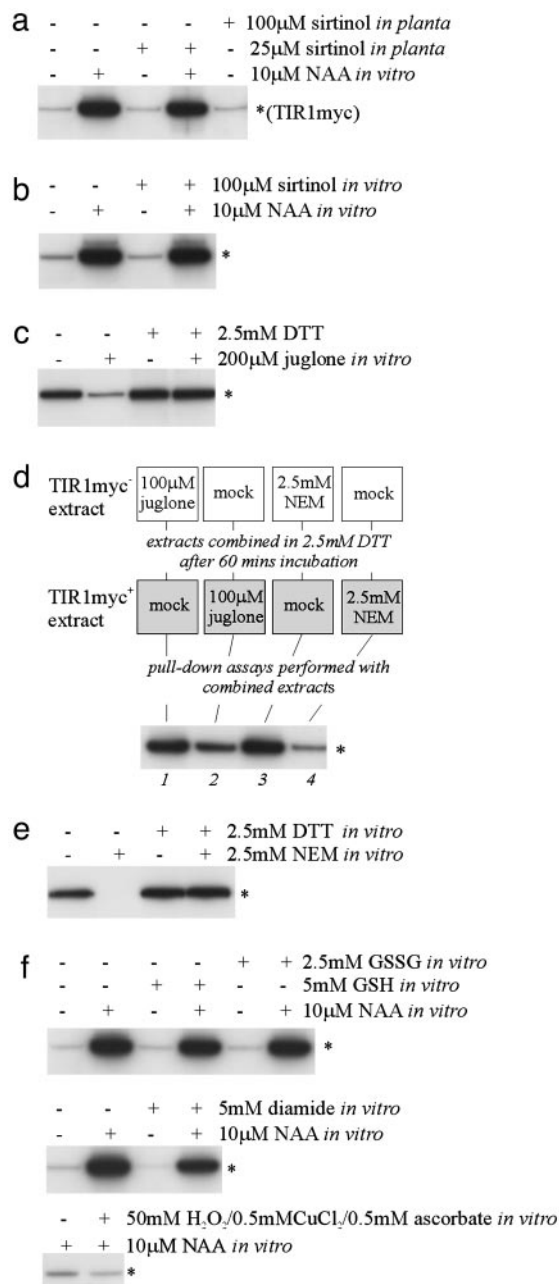 a
- - - - + 100μM sirtinol in planta
- - + + - 25μM sirtinol in planta
- + - + - 10μM NAA in vitro
*(TIR1myc)
b
- - + + 100μM sirtinol in vitro
- + - + 10μM NAA in vitro
*
c
- - + + 2.5mM DTT
- + - + 200μM juglone in vitro
*
d
TIR1myc⁻ extract
100μM juglone
mock
2.5mM NEM
mock
extracts combined in 2.5mM DTT
after 60 mins incubation
TIR1myc⁺ extract
mock
100μM juglone
mock
2.5mM NEM
pull-down assays performed with
combined extracts
*
1 2 3 4
e
- - + + 2.5mM DTT in vitro
- + - + 2.5mM NEM in vitro
*
f
- - - - + + 2.5mM GSSG in vitro
- - + + - - 5mM GSH in vitro
- + - + - + 10μM NAA in vitro
*
- - + + 5mM diamide in vitro
- + - + 10μM NAA in vitro
*
- + 50mM H₂O₂/0.5mMCuCl₂/0.5mM ascorbate in vitro
+ + 10μM NAA in vitro
*